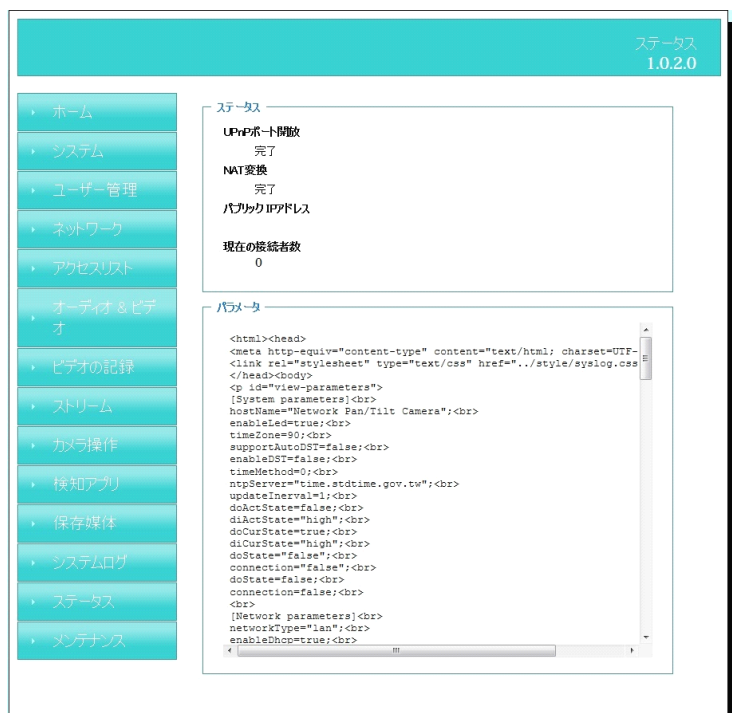 ステータス
1.0.2.0
ホーム
システム
ユーザー管理
ネットワーク
アクセスリスト
オーディオ & ビデ
オ
ビデオの記録
ストリーム
カメラ操作
検知アプリ
保存媒体
システムログ
ステータス
メンテナンス
ステータス
UPnPポート開放
完了
NAT変換
完了
パブリック IPアドレス
現在の接続者数
0
パラメータ
<html><head>
<meta http-equiv="content-type" content="text/html; charset=UTF-
<link rel="stylesheet" type="text/css" href="../style/syslog.css
</head><body>
<p id="view-parameters">
[System parameters]<br>
hostName="Network Pan/Tilt Camera";<br>
enableLed=true;<br>
timeZone=90;<br>
supportAutoDST=false;<br>
enableDST=false;<br>
timeMethod=0;<br>
ntpServer="time.stdtime.gov.tw";<br>
updateInerval=1;<br>
doActState=false;<br>
diActState="high";<br>
doCurState=true;<br>
diCurState="high";<br>
doState="false";<br>
connection="false";<br>
doState=false;<br>
connection=false;<br>
<br>
[Network parameters]<br>
networkType="lan";<br>
enableDhcp=true;<br>